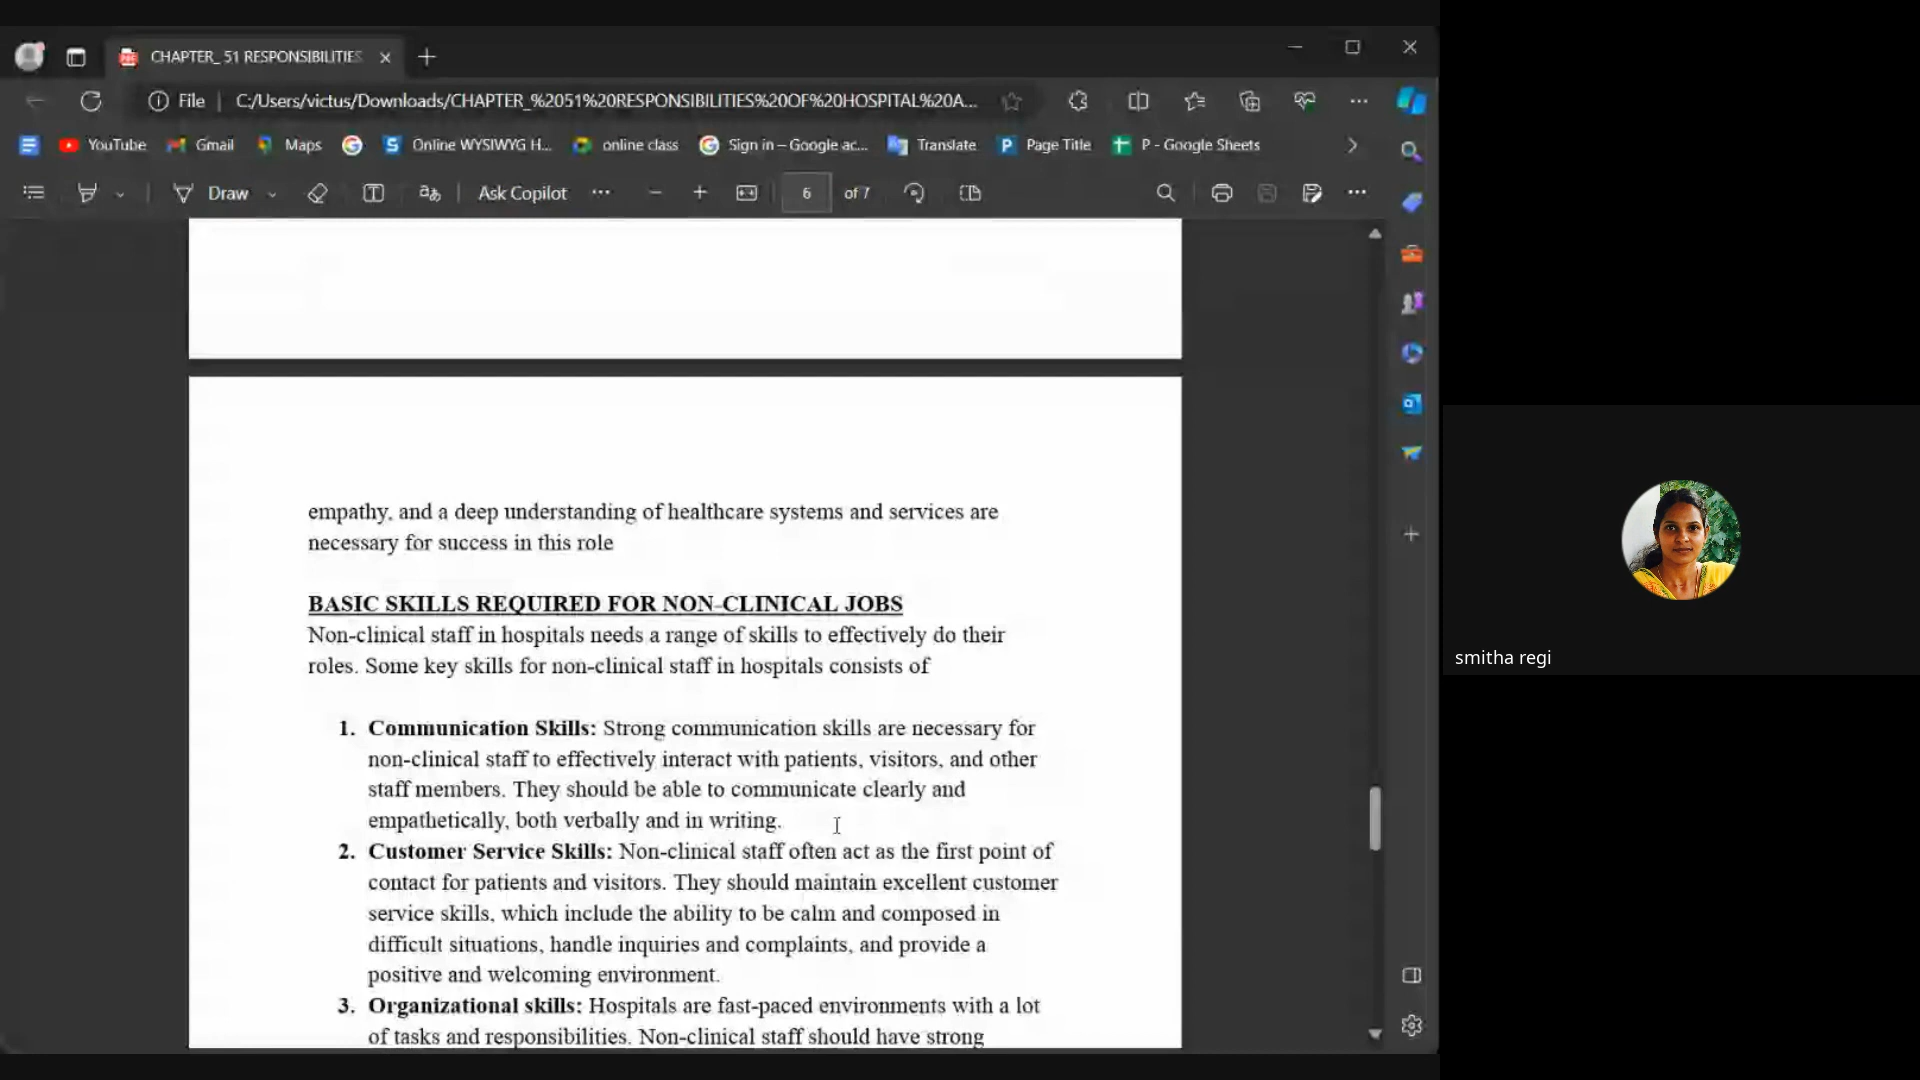 CHAPTER_ 51 RESPONSIBILITIES
File
C:/Users/victus/Downloads/CHAPTER_%2051%20RESPONSIBILITIES%20OF%20HOSPITAL%20A...
YouTube
Gmail
Maps
Online WYSIWYG H...
online class
Sign in – Google ac...
Translate
Page Title
P - Google Sheets
Draw
Ask Copilot
6 of 7
empathy, and a deep understanding of healthcare systems and services are
necessary for success in this role
BASIC SKILLS REQUIRED FOR NON-CLINICAL JOBS
Non-clinical staff in hospitals needs a range of skills to effectively do their
roles. Some key skills for non-clinical staff in hospitals consists of
1. Communication Skills: Strong communication skills are necessary for
non-clinical staff to effectively interact with patients, visitors, and other
staff members. They should be able to communicate clearly and
empathetically, both verbally and in writing.
2. Customer Service Skills: Non-clinical staff often act as the first point of
contact for patients and visitors. They should maintain excellent customer
service skills, which include the ability to be calm and composed in
difficult situations, handle inquiries and complaints, and provide a
positive and welcoming environment.
3. Organizational skills: Hospitals are fast-paced environments with a lot
of tasks and responsibilities. Non-clinical staff should have strong
smitha regi